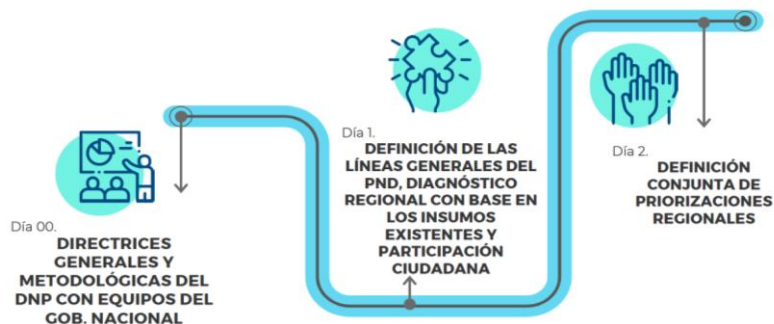 Día 00.
DIRECTRICES
GENERALES Y
METODOLÓGICAS DEL
DNP CON EQUIPOS DEL
GOB. NACIONAL
Día 1.
DEFINICIÓN DE LAS
LÍNEAS GENERALES DEL
PND, DIAGNÓSTICO
REGIONAL CON BASE EN
LOS INSUMOS
EXISTENTES Y
PARTICIPACIÓN
CIUDADANA
Día 2.
DEFINICIÓN
CONJUNTA DE
PRIORIZACIONES
REGIONALES